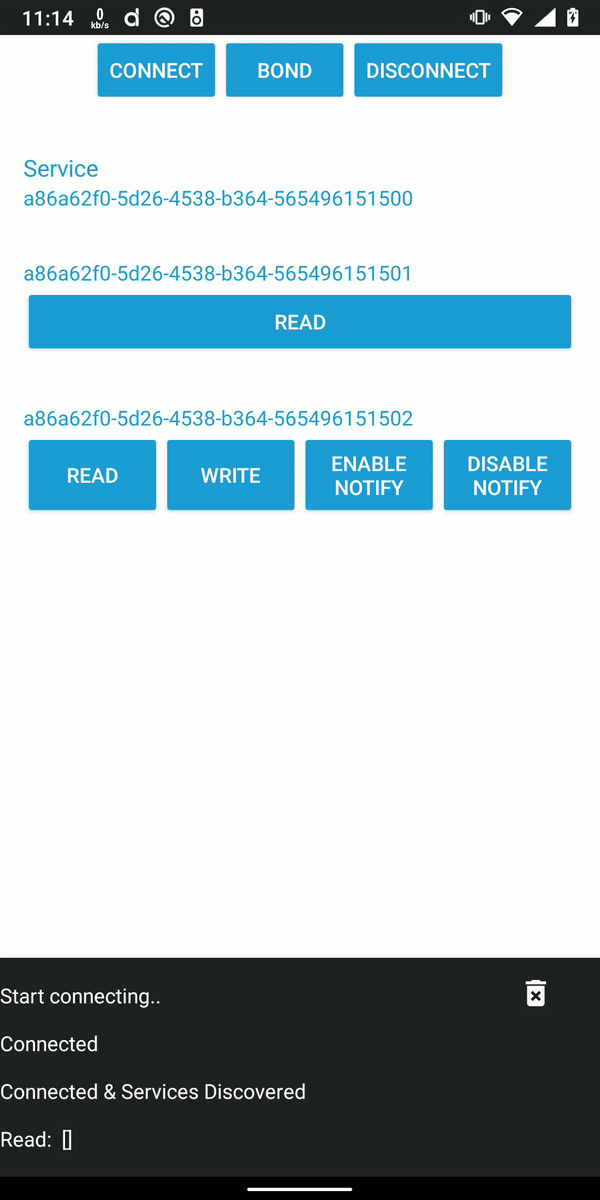 11:14 0 kb/s
CONNECT BOND DISCONNECT
Service
a86a62f0-5d26-4538-b364-565496151500
a86a62f0-5d26-4538-b364-565496151501
READ
a86a62f0-5d26-4538-b364-565496151502
READ WRITE ENABLE NOTIFY DISABLE NOTIFY
Start connecting..
Connected
Connected & Services Discovered
Read: []